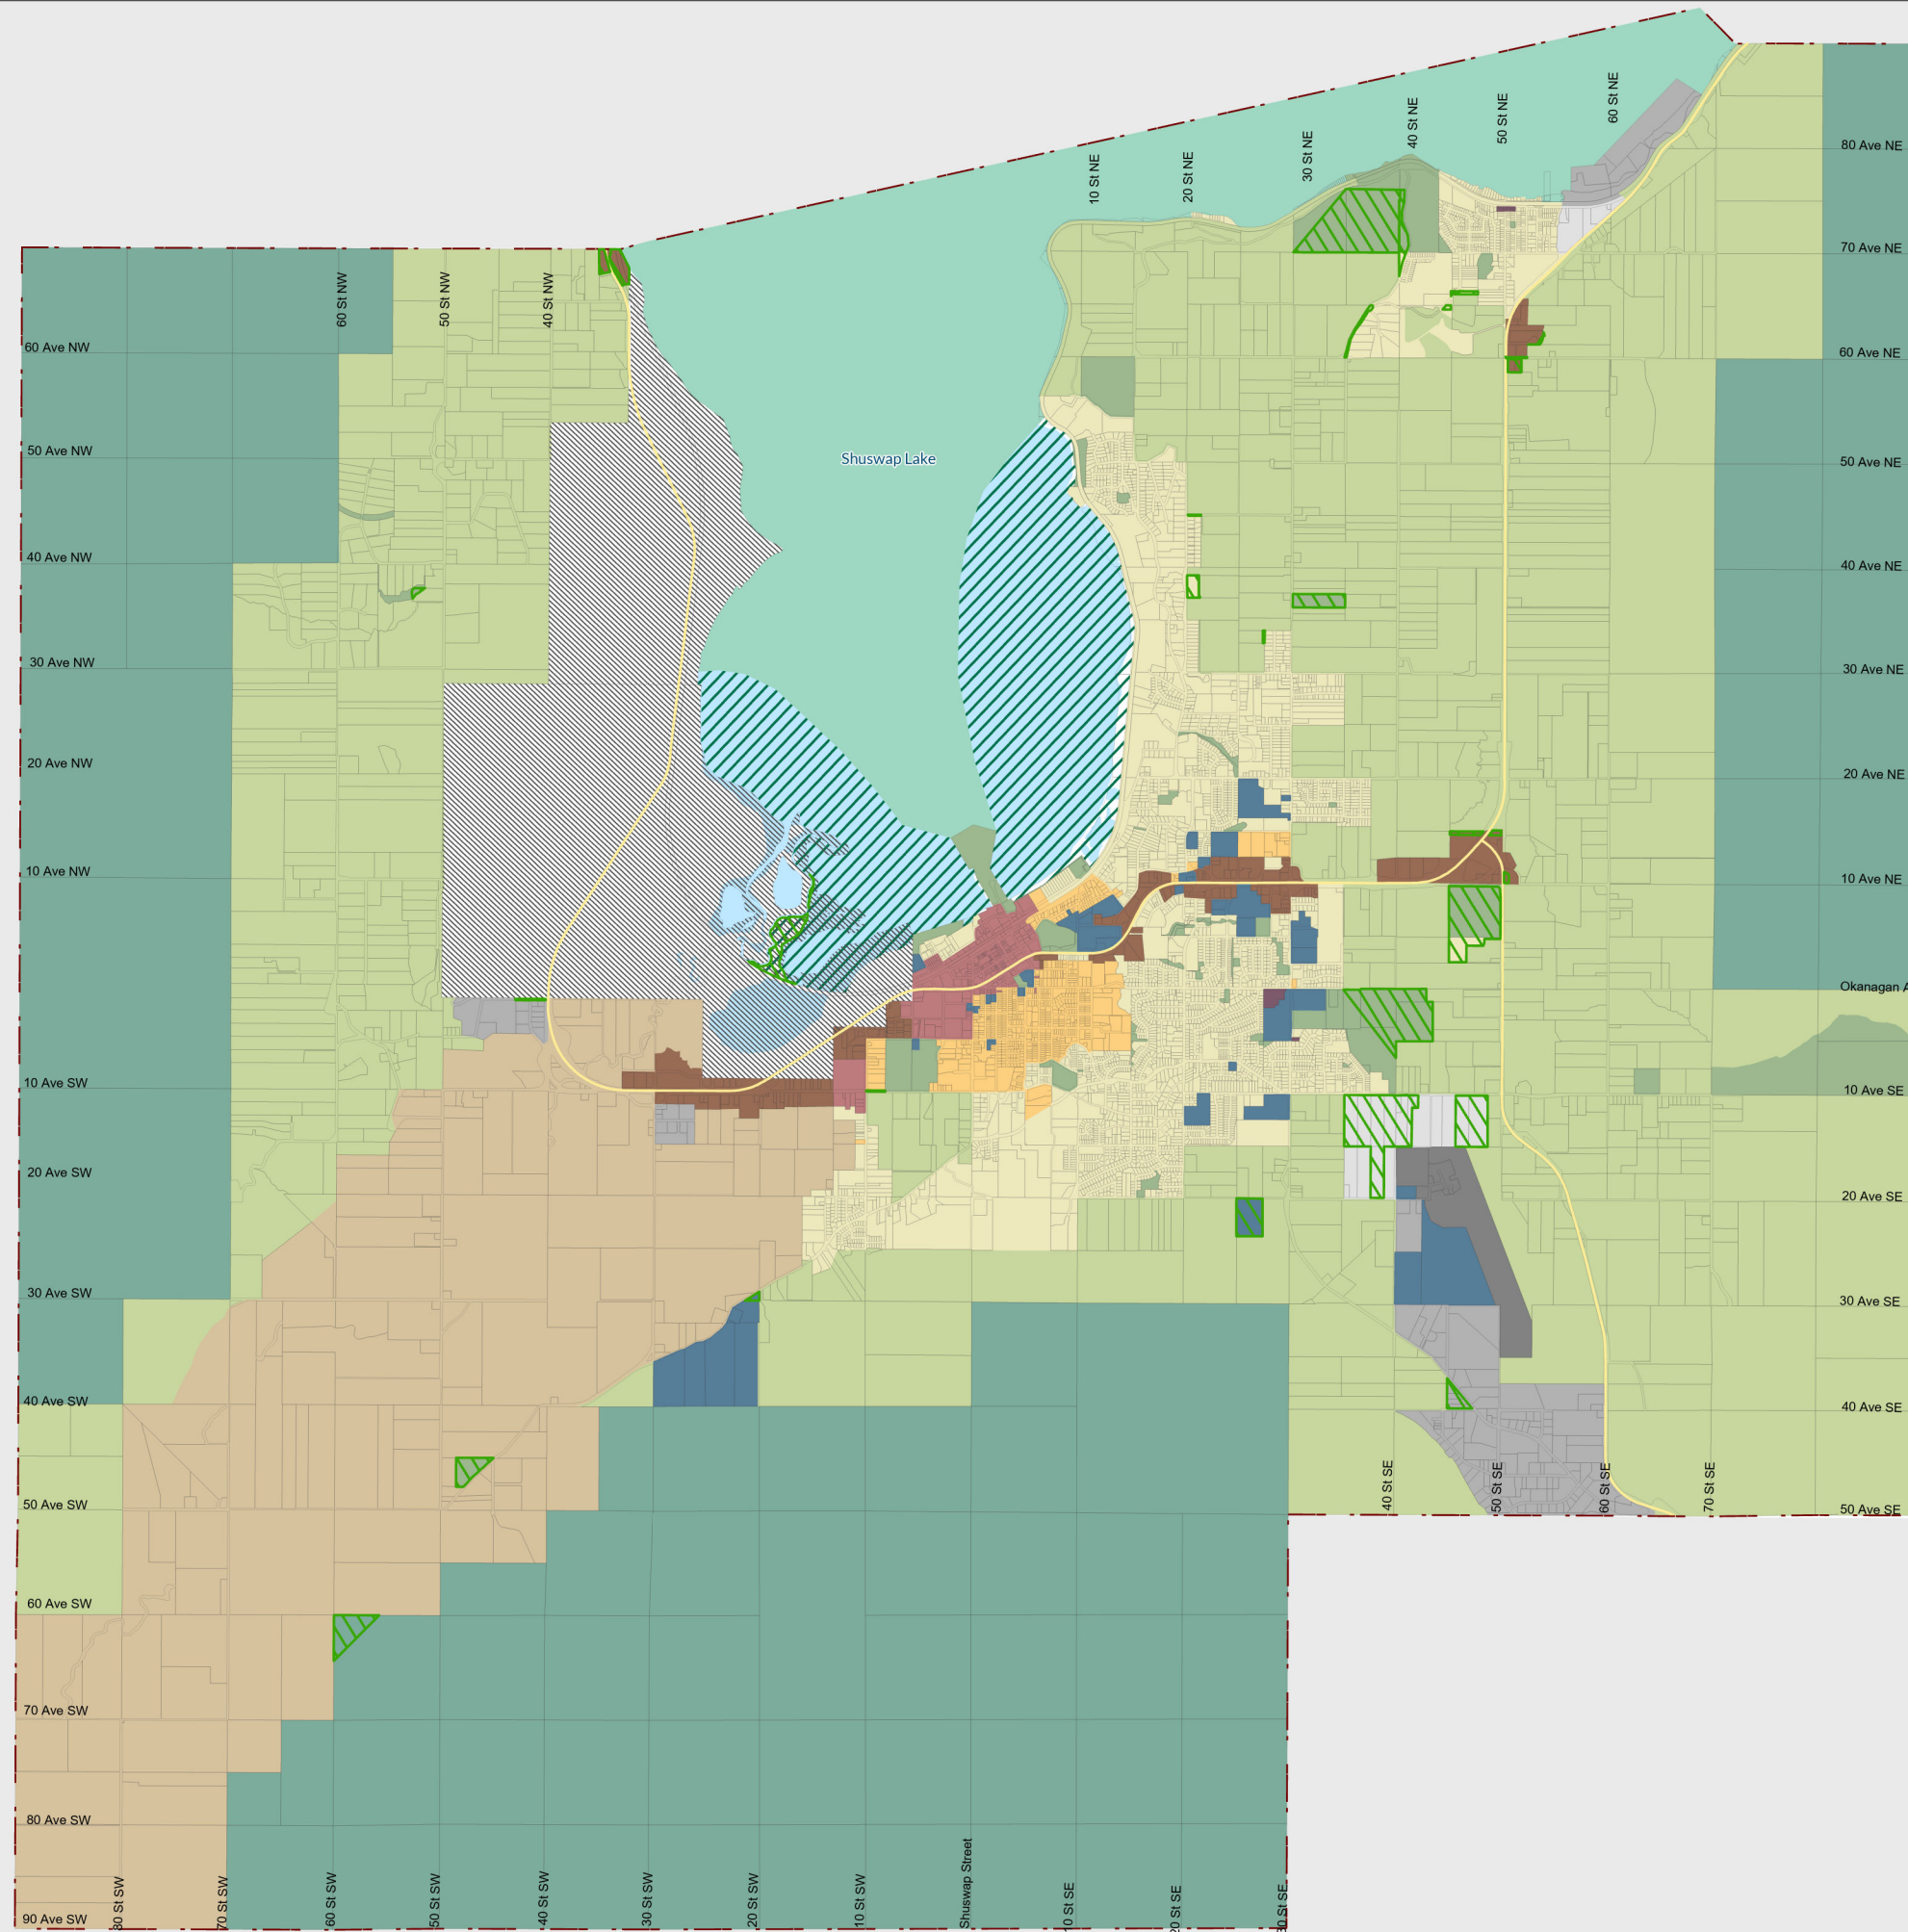 60 St NE
50 St NE
40 St NE
30 St NE
20 St NE
10 St NE
80 Ave NE
70 Ave NE
60 St NW
50 St NW
40 St NW
60 Ave NW
60 Ave NE
50 Ave NW
Shuswap Lake
50 Ave NE
40 Ave NW
40 Ave NE
30 Ave NW
30 Ave NE
20 Ave NW
20 Ave NE
10 Ave NW
10 Ave NE
Okanagan A
10 Ave SW
10 Ave SE
20 Ave SW
20 Ave SE
30 Ave SW
30 Ave SE
40 Ave SW
40 Ave SE
40 St SE
50 St SE
60 St SE
70 St SE
50 Ave SW
50 Ave SE
60 Ave SW
70 Ave SW
80 Ave SW
80 St SW
70 St SW
60 St SW
50 St SW
40 St SW
30 St SW
20 St SW
10 St SW
Shuswap Street
10 St SE
20 St SE
30 St SE
90 Ave SW